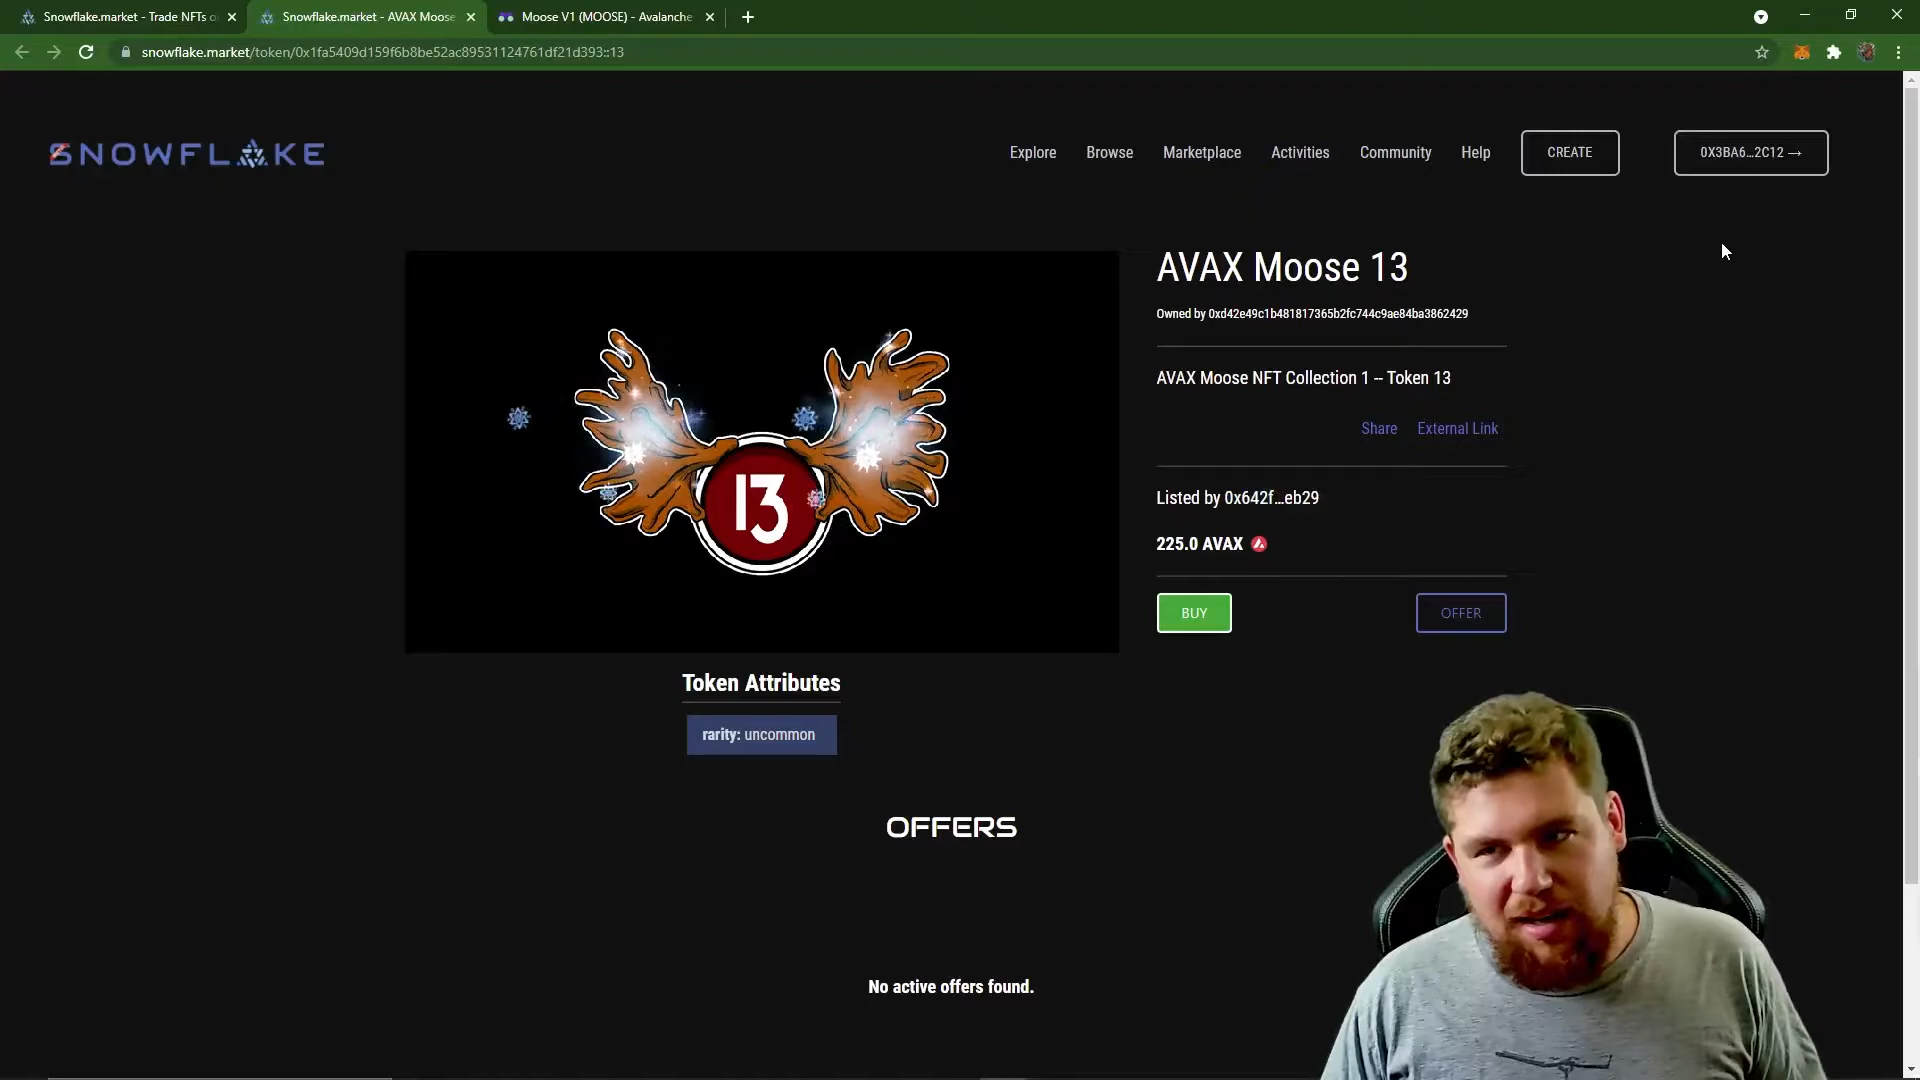 Snowflake.market - Trade NFTs o
Snowflake.market - AVAX Moose
Moose V1 (MOOSE) - Avalanche
snowflake.market/token/0x1fa5409d159f6b8be52ac89531124761df21d393::13
SNOWFLAKE
Explore
Browse
Marketplace
Activities
Community
Help
CREATE
0X3BA6...2C12 →
13
AVAX Moose 13
Owned by 0xd42e49c1b481817365b2fc744c9ae84ba3862429
AVAX Moose NFT Collection 1 -- Token 13
Share
External Link
Listed by 0x642f...eb29
225.0 AVAX
BUY
OFFER
Token Attributes
rarity: uncommon
OFFERS
No active offers found.